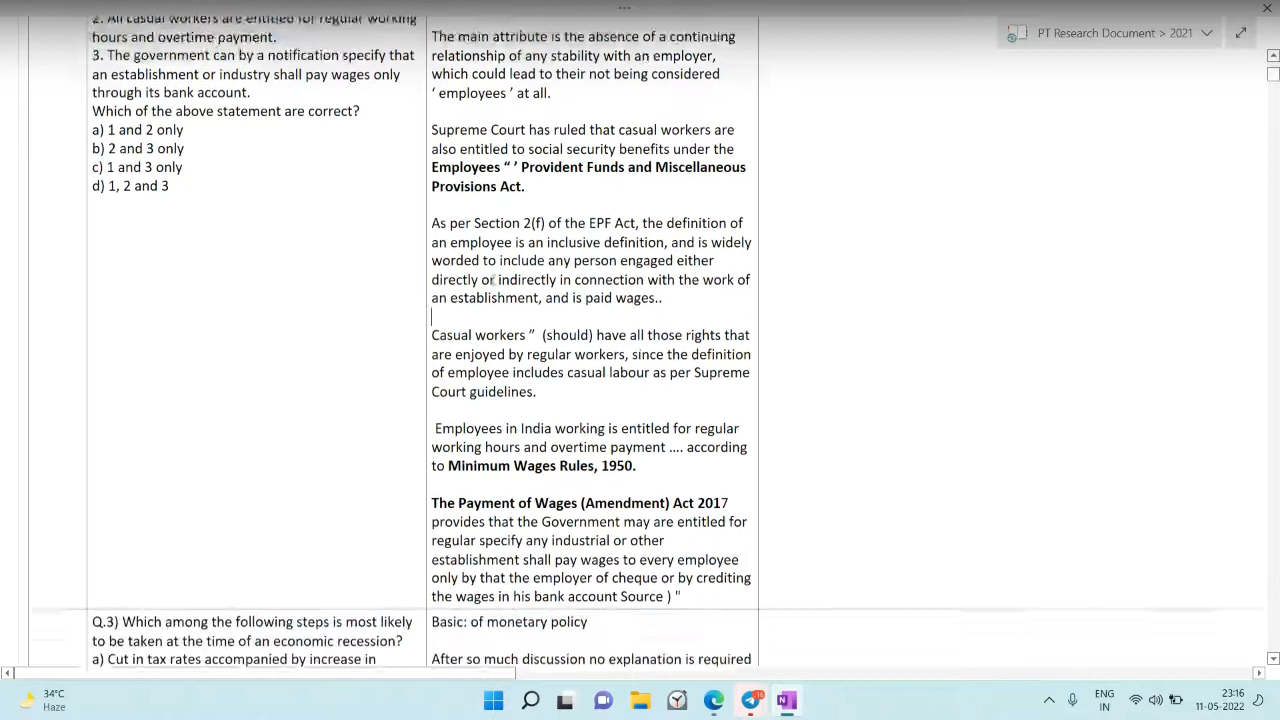 PT Research Document > 2021
2. All casual workers are entitled for regular working
hours and overtime payment.
3. The government can by a notification specify that
an establishment or industry shall pay wages only
through its bank account.
Which of the above statement are correct?
a) 1 and 2 only
b) 2 and 3 only
c) 1 and 3 only
d) 1, 2 and 3
The main attribute is the absence of a continuing
relationship of any stability with an employer,
which could lead to their not being considered
‘ employees ’ at all.
Supreme Court has ruled that casual workers are
also entitled to social security benefits under the
Employees “ ’ Provident Funds and Miscellaneous
Provisions Act.
As per Section 2(f) of the EPF Act, the definition of
an employee is an inclusive definition, and is widely
worded to include any person engaged either
directly or indirectly in connection with the work of
an establishment, and is paid wages..
Casual workers ” (should) have all those rights that
are enjoyed by regular workers, since the definition
of employee includes casual labour as per Supreme
Court guidelines.
Employees in India working is entitled for regular
working hours and overtime payment .... according
to Minimum Wages Rules, 1950.
The Payment of Wages (Amendment) Act 2017
provides that the Government may are entitled for
regular specify any industrial or other
establishment shall pay wages to every employee
only by that the employer of cheque or by crediting
the wages in his bank account Source ) "
Q.3) Which among the following steps is most likely
to be taken at the time of an economic recession?
a) Cut in tax rates accompanied by increase in
Basic: of monetary policy
After so much discussion no explanation is required
34°C
Haze
18
ENG
IN
23:16
11-05-2022